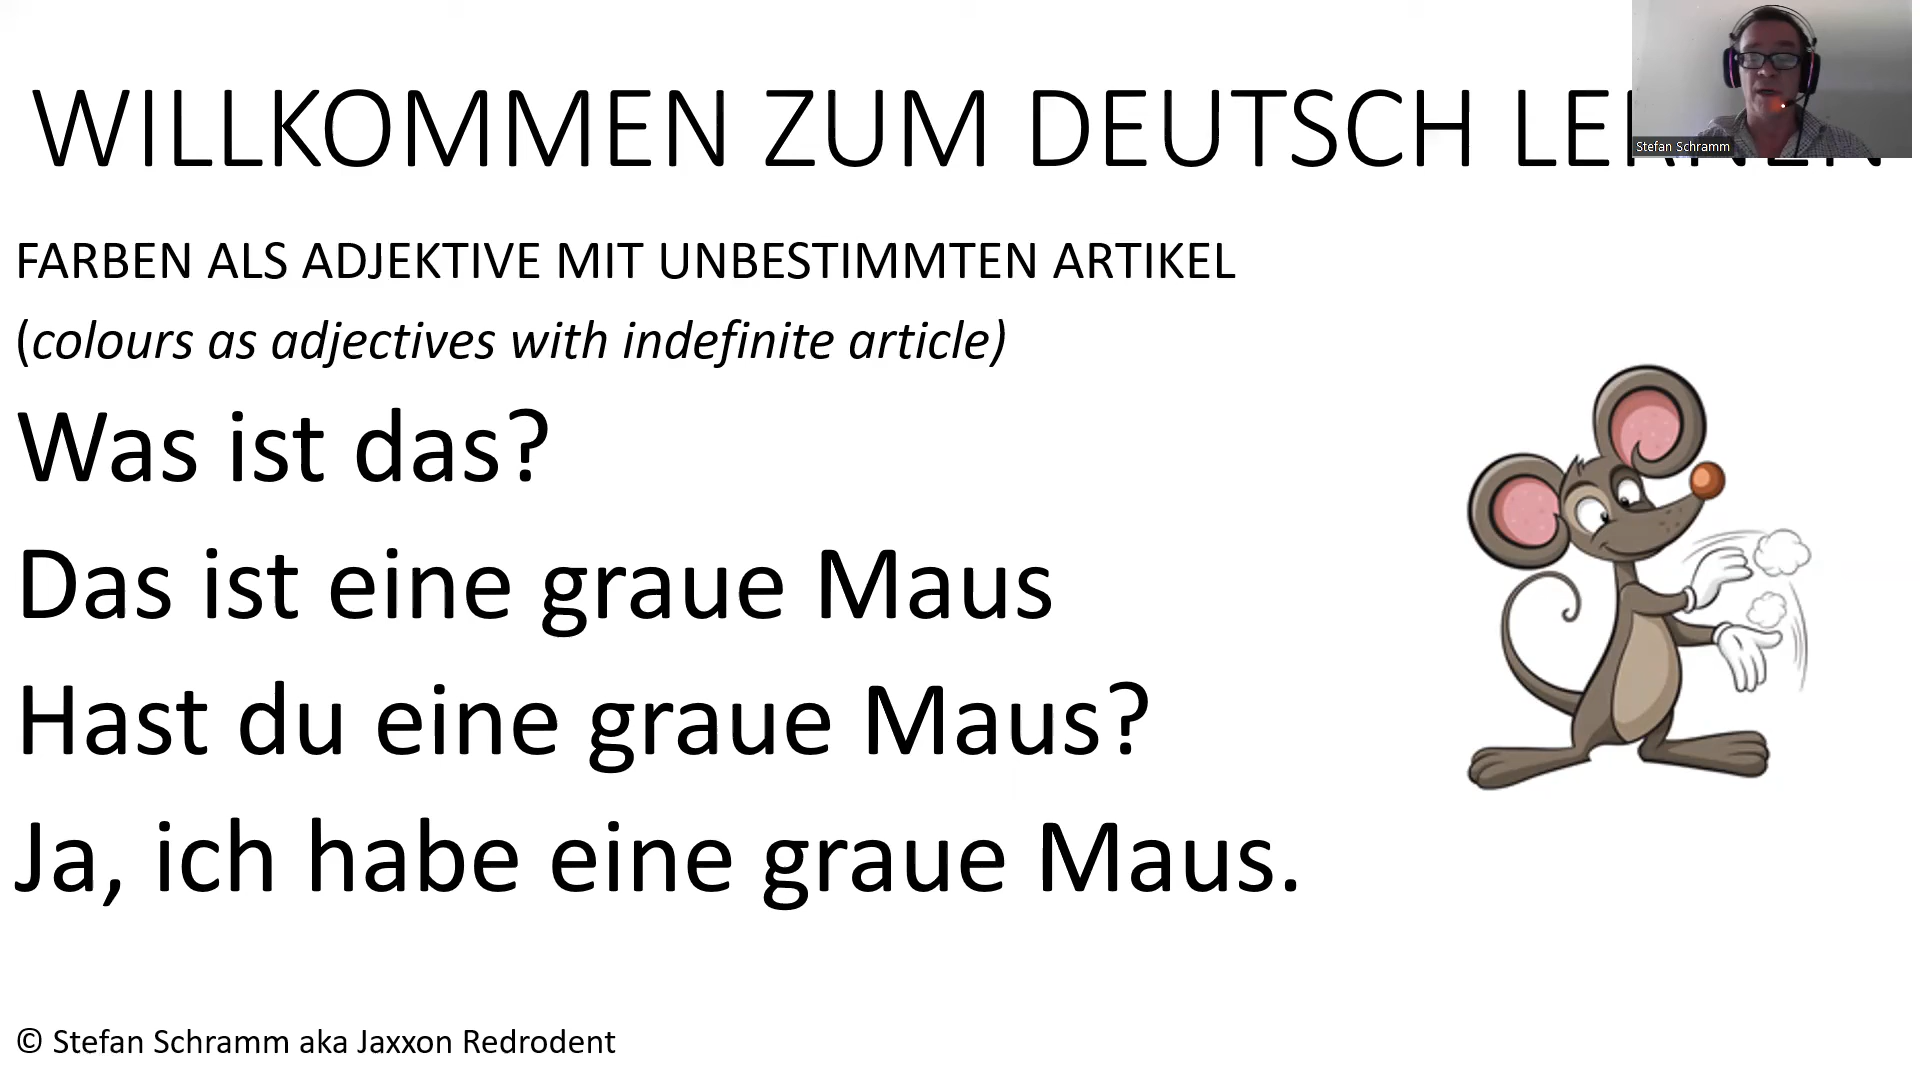 WILLKOMMEN ZUM DEUTSCH LERNEN
Stefan Schramm
FARBEN ALS ADJEKTIVE MIT UNBESTIMMTEN ARTIKEL
(colours as adjectives with indefinite article)
Was ist das?
Das ist eine graue Maus
Hast du eine graue Maus?
Ja, ich habe eine graue Maus.
© Stefan Schramm aka Jaxxon Redrodent